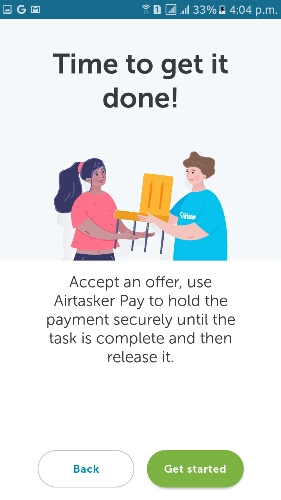 33% 4:04 p.m.
Time to get it
done!
Accept an offer, use
Airtasker Pay to hold the
payment securely until the
task is complete and then
release it.
Back
Get started